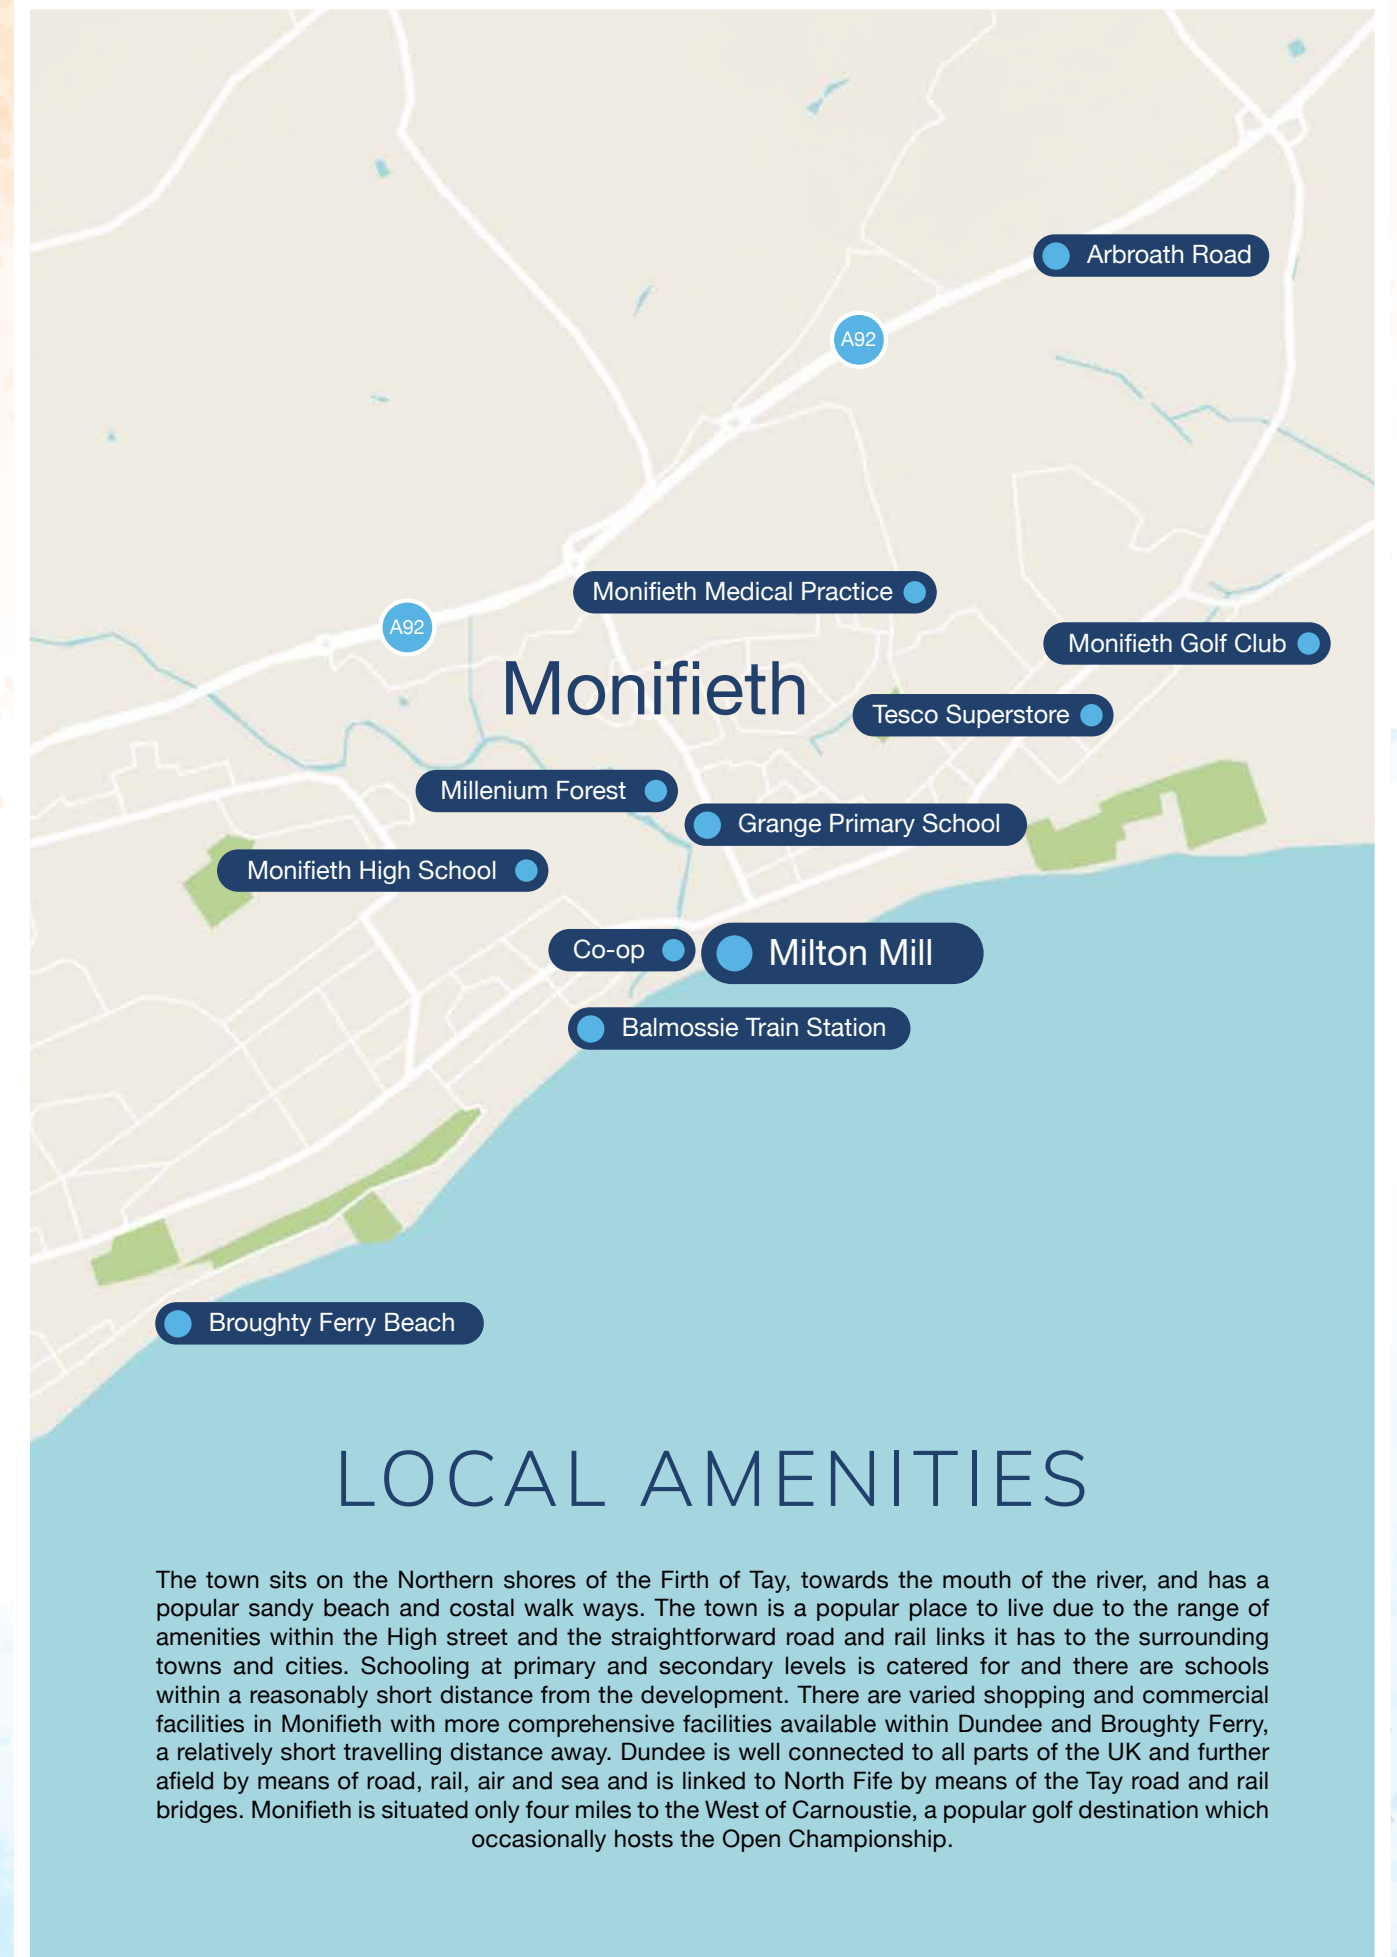 Arbroath Road
A92
Monifieth Medical Practice
A92
Monifieth Golf Club
Monifieth
Tesco Superstore
Millenium Forest
Grange Primary School
Monifieth High School
Co-op
Milton Mill
Balmossie Train Station
Broughty Ferry Beach
LOCAL AMENITIES
The town sits on the Northern shores of the Firth of Tay, towards the mouth of the river, and has a
popular sandy beach and costal walk ways. The town is a popular place to live due to the range of
amenities within the High street and the straightforward road and rail links it has to the surrounding
towns and cities. Schooling at primary and secondary levels is catered for and there are schools
within a reasonably short distance from the development. There are varied shopping and commercial
facilities in Monifieth with more comprehensive facilities available within Dundee and Broughty Ferry,
a relatively short travelling distance away. Dundee is well connected to all parts of the UK and further
afield by means of road, rail, air and sea and is linked to North Fife by means of the Tay road and rail
bridges. Monifieth is situated only four miles to the West of Carnoustie, a popular golf destination which
occasionally hosts the Open Championship.